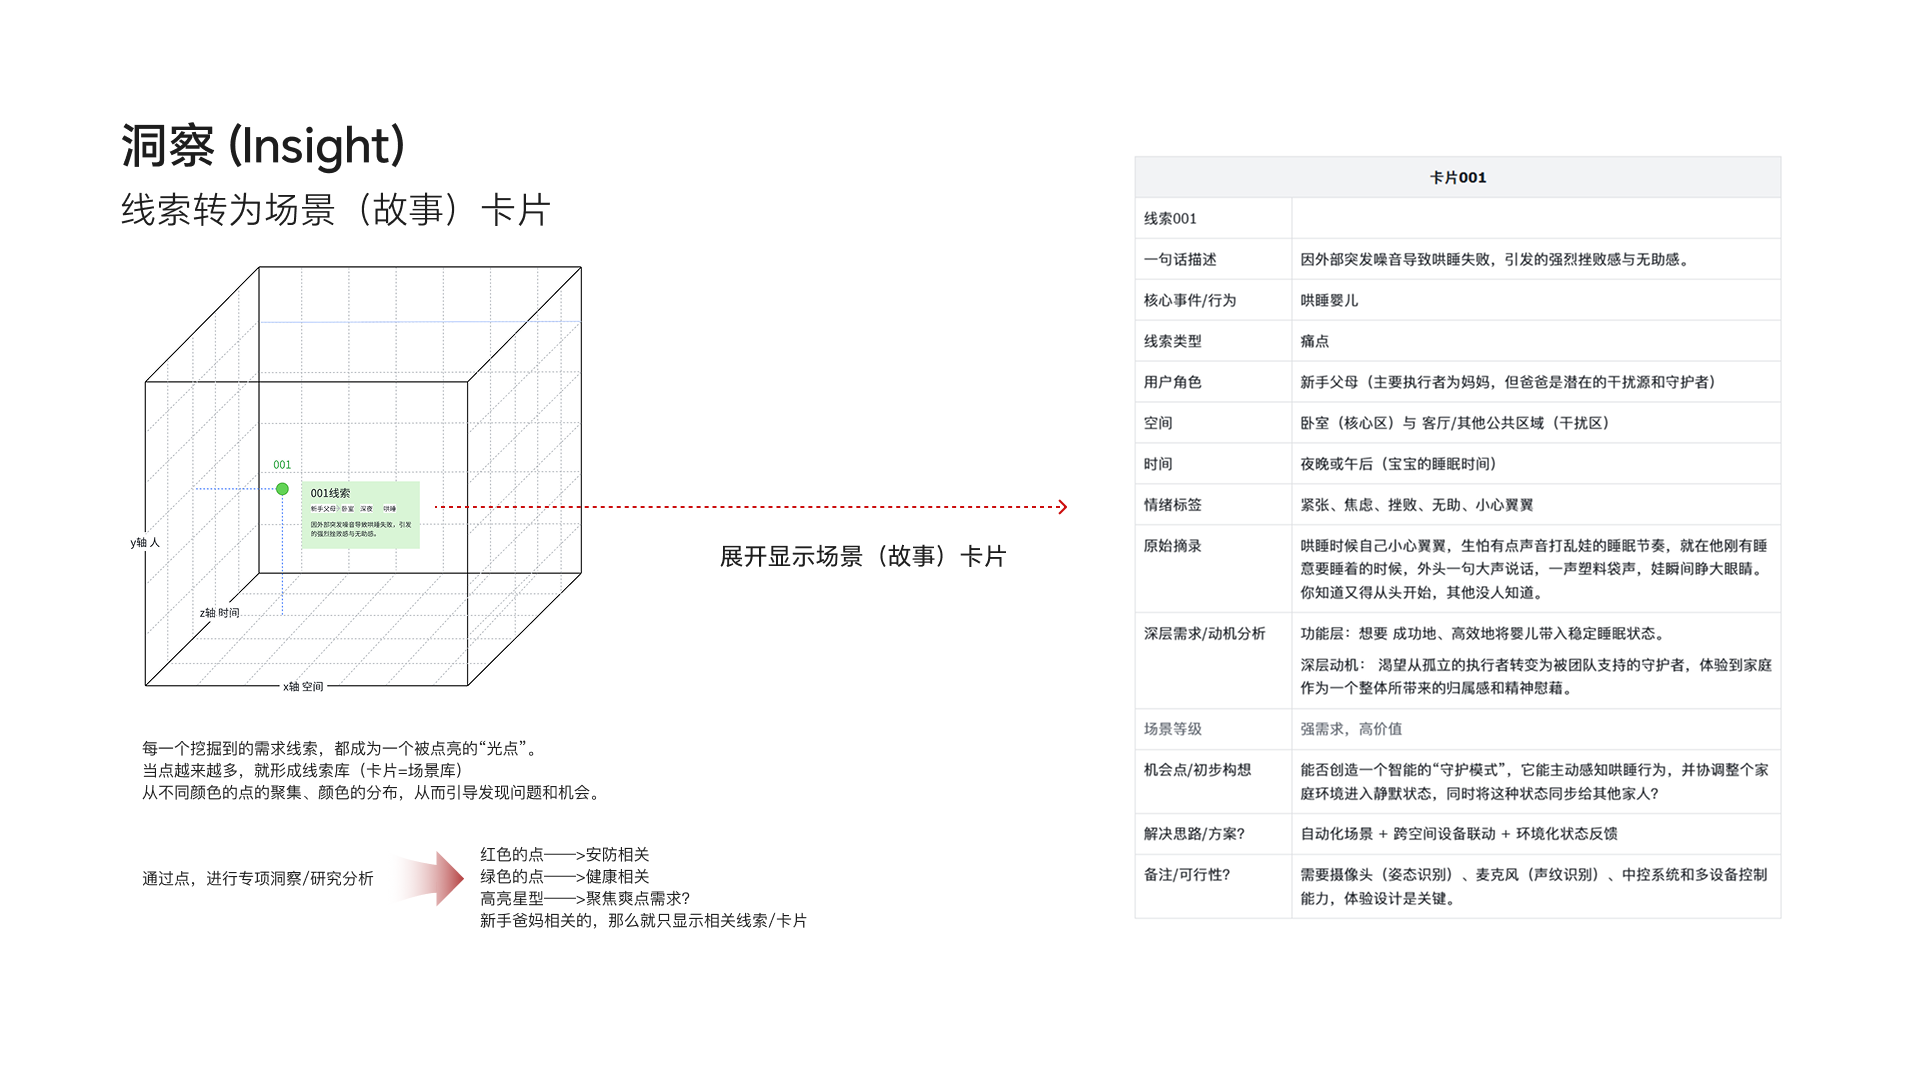 洞察 (Insight)
线索转为场景（故事）卡片
001
001线索
新手父母 卧室 深夜 哄睡
因外部突发噪音导致哄睡失败，引发
的强烈挫败感与无助感。
y轴 人
z轴 时间
x轴 空间
每一个挖掘到的需求线索，都成为一个被点亮的“光点”。
当点越来越多，就形成线索库（卡片=场景库）
从不同颜色的点的聚集、颜色的分布，从而引导发现问题和机会。
通过点，进行专项洞察/研究分析
红色的点——>安防相关
绿色的点——>健康相关
高亮星型——>聚焦爽点需求?
新手爸妈相关的，那么就只显示相关线索/卡片
展开显示场景（故事）卡片
卡片001
线索001
一句话描述 因外部突发噪音导致哄睡失败，引发的强烈挫败感与无助感。
核心事件/行为 哄睡婴儿
线索类型 痛点
用户角色 新手父母（主要执行者为妈妈，但爸爸是潜在的干扰源和守护者）
空间 卧室（核心区）与 客厅/其他公共区域（干扰区）
时间 夜晚或午后（宝宝的睡眠时间）
情绪标签 紧张、焦虑、挫败、无助、小心翼翼
原始摘录 哄睡时候自己小心翼翼，生怕有点声音打乱娃的睡眠节奏，就在他刚有睡
意要睡着的时候，外头一句大声说话，一声塑料袋声，娃瞬间睁大眼睛。
你知道又得从头开始，其他没人知道。
深层需求/动机分析 功能层：想要 成功地、高效地将婴儿带入稳定睡眠状态。
深层动机： 渴望从孤立的执行者转变为被团队支持的守护者，体验到家庭
作为一个整体所带来的归属感和精神慰藉。
场景等级 强需求，高价值
机会点/初步构想 能否创造一个智能的“守护模式”，它能主动感知哄睡行为，并协调整个家
庭环境进入静默状态，同时将这种状态同步给其他家人?
解决思路/方案? 自动化场景 + 跨空间设备联动 + 环境化状态反馈
备注/可行性? 需要摄像头（姿态识别）、麦克风（声纹识别）、中控系统和多设备控制
能力，体验设计是关键。